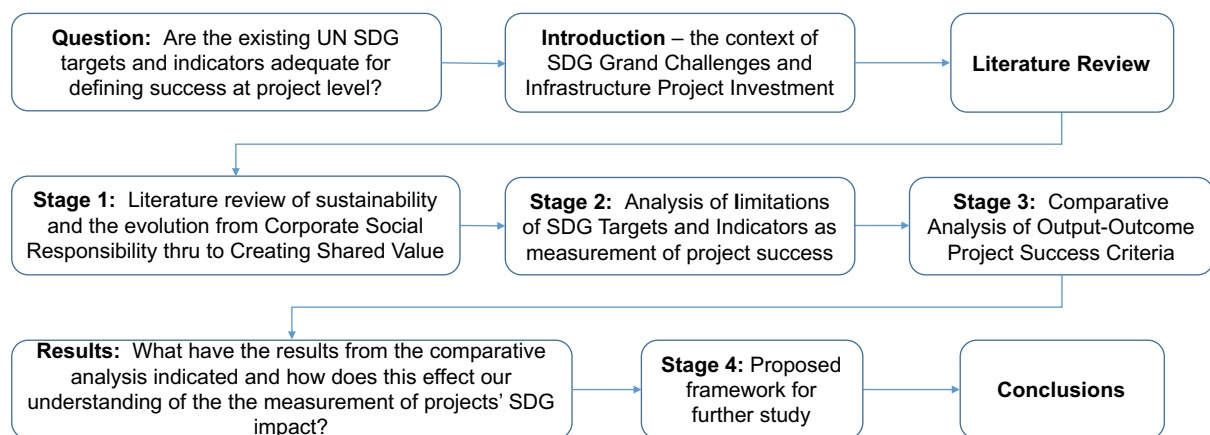 Question: Are the existing UN SDG
targets and indicators adequate for
defining success at project level?
Introduction – the context of
SDG Grand Challenges and
Infrastructure Project Investment
Literature Review
Stage 1: Literature review of sustainability
and the evolution from Corporate Social
Responsibility thru to Creating Shared Value
Stage 2: Analysis of limitations
of SDG Targets and Indicators as
measurement of project success
Stage 3: Comparative
Analysis of Output-Outcome
Project Success Criteria
Results: What have the results from the comparative
analysis indicated and how does this effect our
understanding of the the measurement of projects’ SDG
impact?
Stage 4: Proposed
framework for
further study
Conclusions